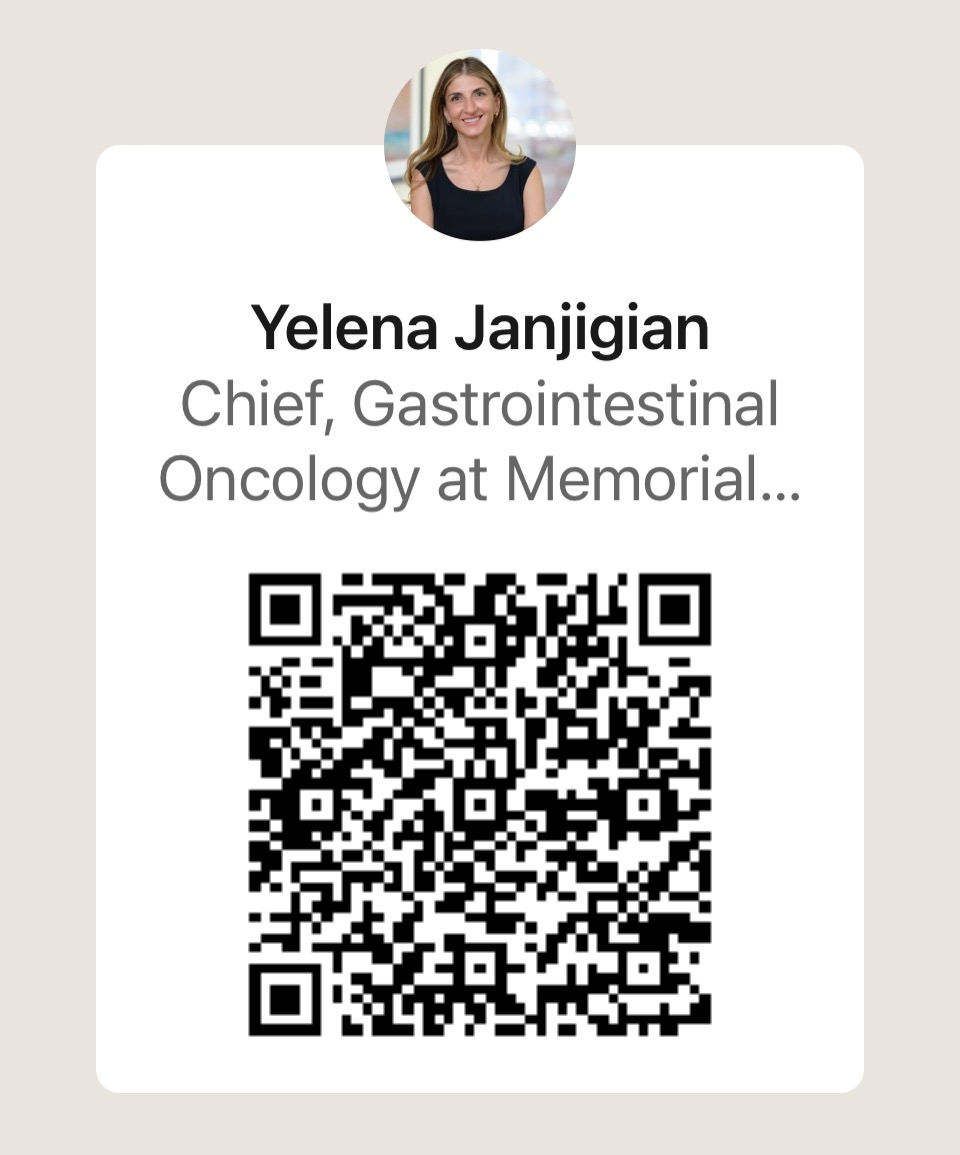 Yelena Janjigian
Chief, Gastrointestinal
Oncology at Memorial...